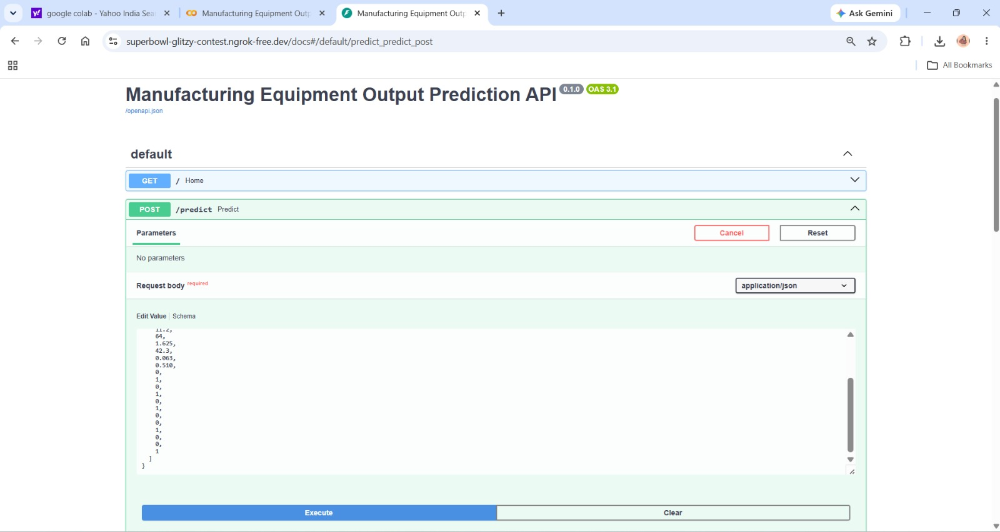 google colab - Yahoo India Sea
Manufacturing Equipment Outp
Manufacturing Equipment Outp
Ask Gemini
superbowl-glitzy-contest.ngrok-free.dev/docs#/default/predict_predict_post
All Bookmarks
Manufacturing Equipment Output Prediction API 0.1.0 OAS 3.1
/openapi.json
default
GET / Home
POST /predict Predict
Parameters
Cancel
Reset
No parameters
Request body required
application/json
Edit Value | Schema
11.2,
64,
1.625,
42.3,
0.063,
0.510,
0,
1,
0,
1,
0,
1,
0,
0,
1,
0,
0,
1
]
}
Execute
Clear